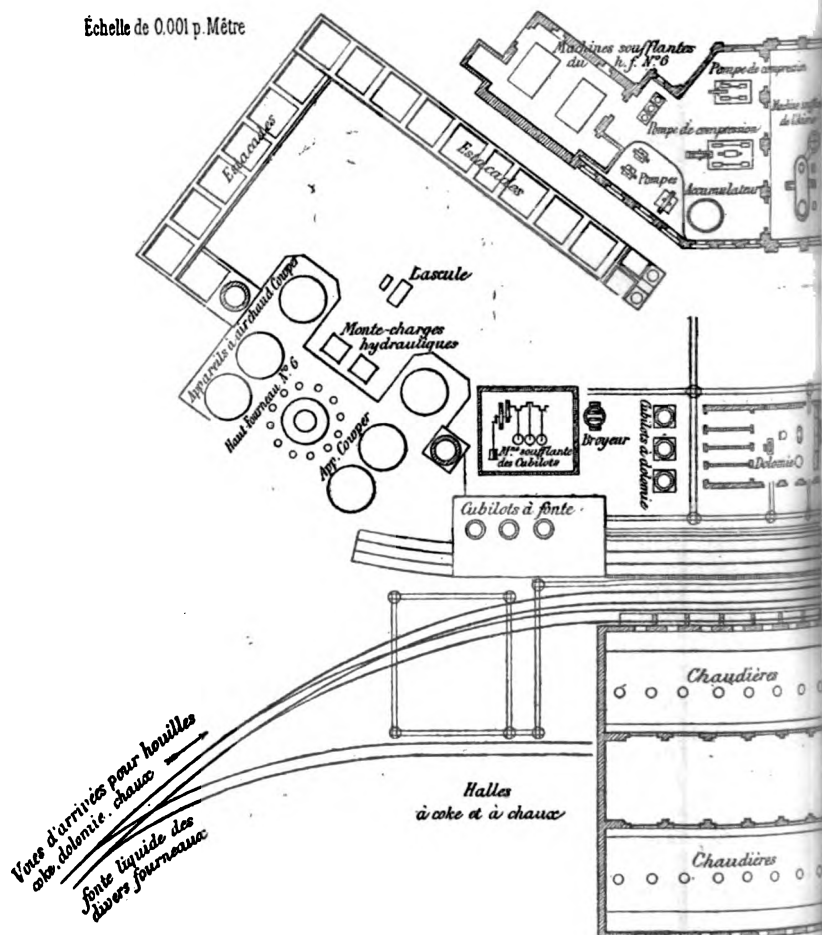 Échelle de 0.001 p. Mètre
Machines soufflantes
du h.f. N.º 6
Pompe de compression
Machine soufflante
Estacades
Estacades
Pompe de compression
Pompes
Accumulateur
Appareils à air chaud Cowper
Bascule
Monte-charges
hydrauliques
Haut-Fourneau N.º 6
App. Cowper
M.ne soufflante
des Cubilots
Broyeur
Cubilots à dolomie
Dolomie
Cubilots à fonte
Chaudières
Voies d'arrivées pour houilles
coke, dolomie, chaux
fonte liquide des
divers fourneaux
Halles
à coke et à chaux
Chaudières